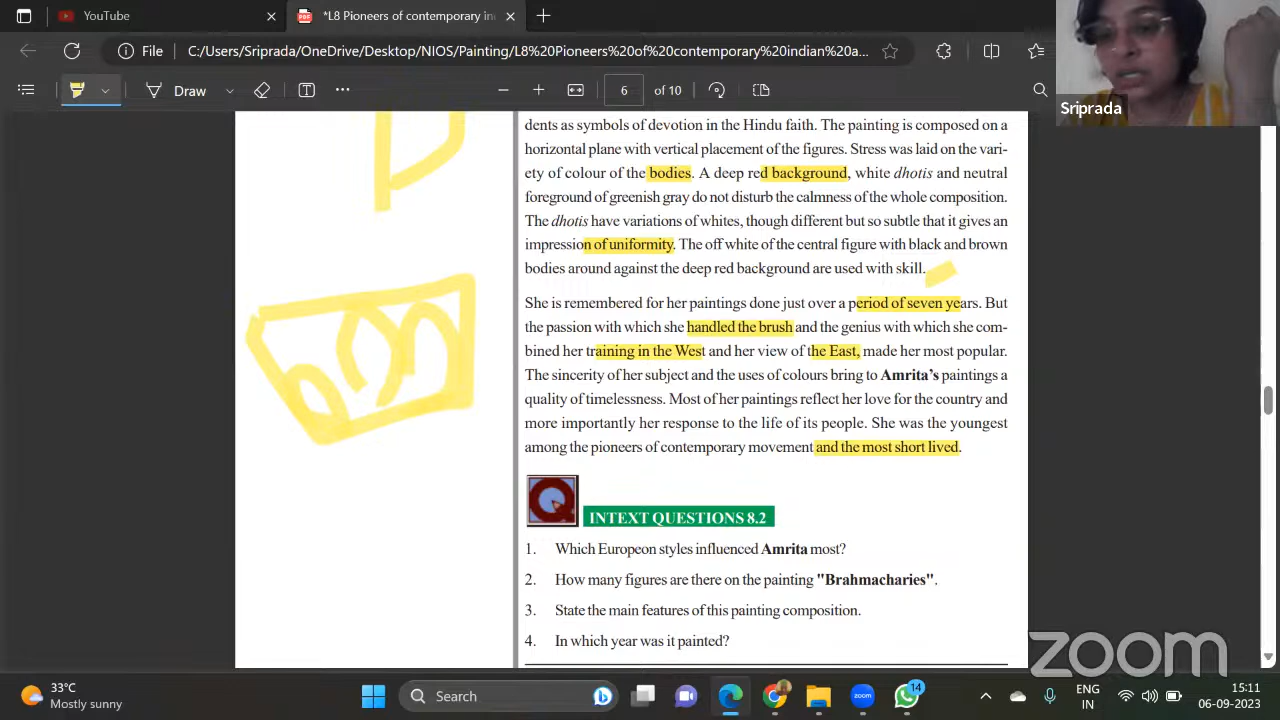 YouTube
*L8 Pioneers of contemporary in
File
C:/Users/Sriprada/OneDrive/Desktop/NIOS/Painting/L8%20Pioneers%20of%20contemporary%20indian%20a...
Draw
6
of 10
Sriprada
dents as symbols of devotion in the Hindu faith. The painting is composed on a
horizontal plane with vertical placement of the figures. Stress was laid on the vari-
ety of colour of the bodies. A deep red background, white dhotis and neutral
foreground of greenish gray do not disturb the calmness of the whole composition.
The dhotis have variations of whites, though different but so subtle that it gives an
impression of uniformity. The off white of the central figure with black and brown
bodies around against the deep red background are used with skill.
She is remembered for her paintings done just over a period of seven years. But
the passion with which she handled the brush and the genius with which she com-
bined her training in the West and her view of the East, made her most popular.
The sincerity of her subject and the uses of colours bring to Amrita's paintings a
quality of timelessness. Most of her paintings reflect her love for the country and
more importantly her response to the life of its people. She was the youngest
among the pioneers of contemporary movement and the most short lived.
Q
INTEXT QUESTIONS 8.2
1. Which Europeon styles influenced Amrita most?
2. How many figures are there on the painting "Brahmacharies".
3. State the main features of this painting composition.
4. In which year was it painted?
zoom
33°C
Mostly sunny
Search
zoom
14
ENG
IN
15:11
06-09-2023